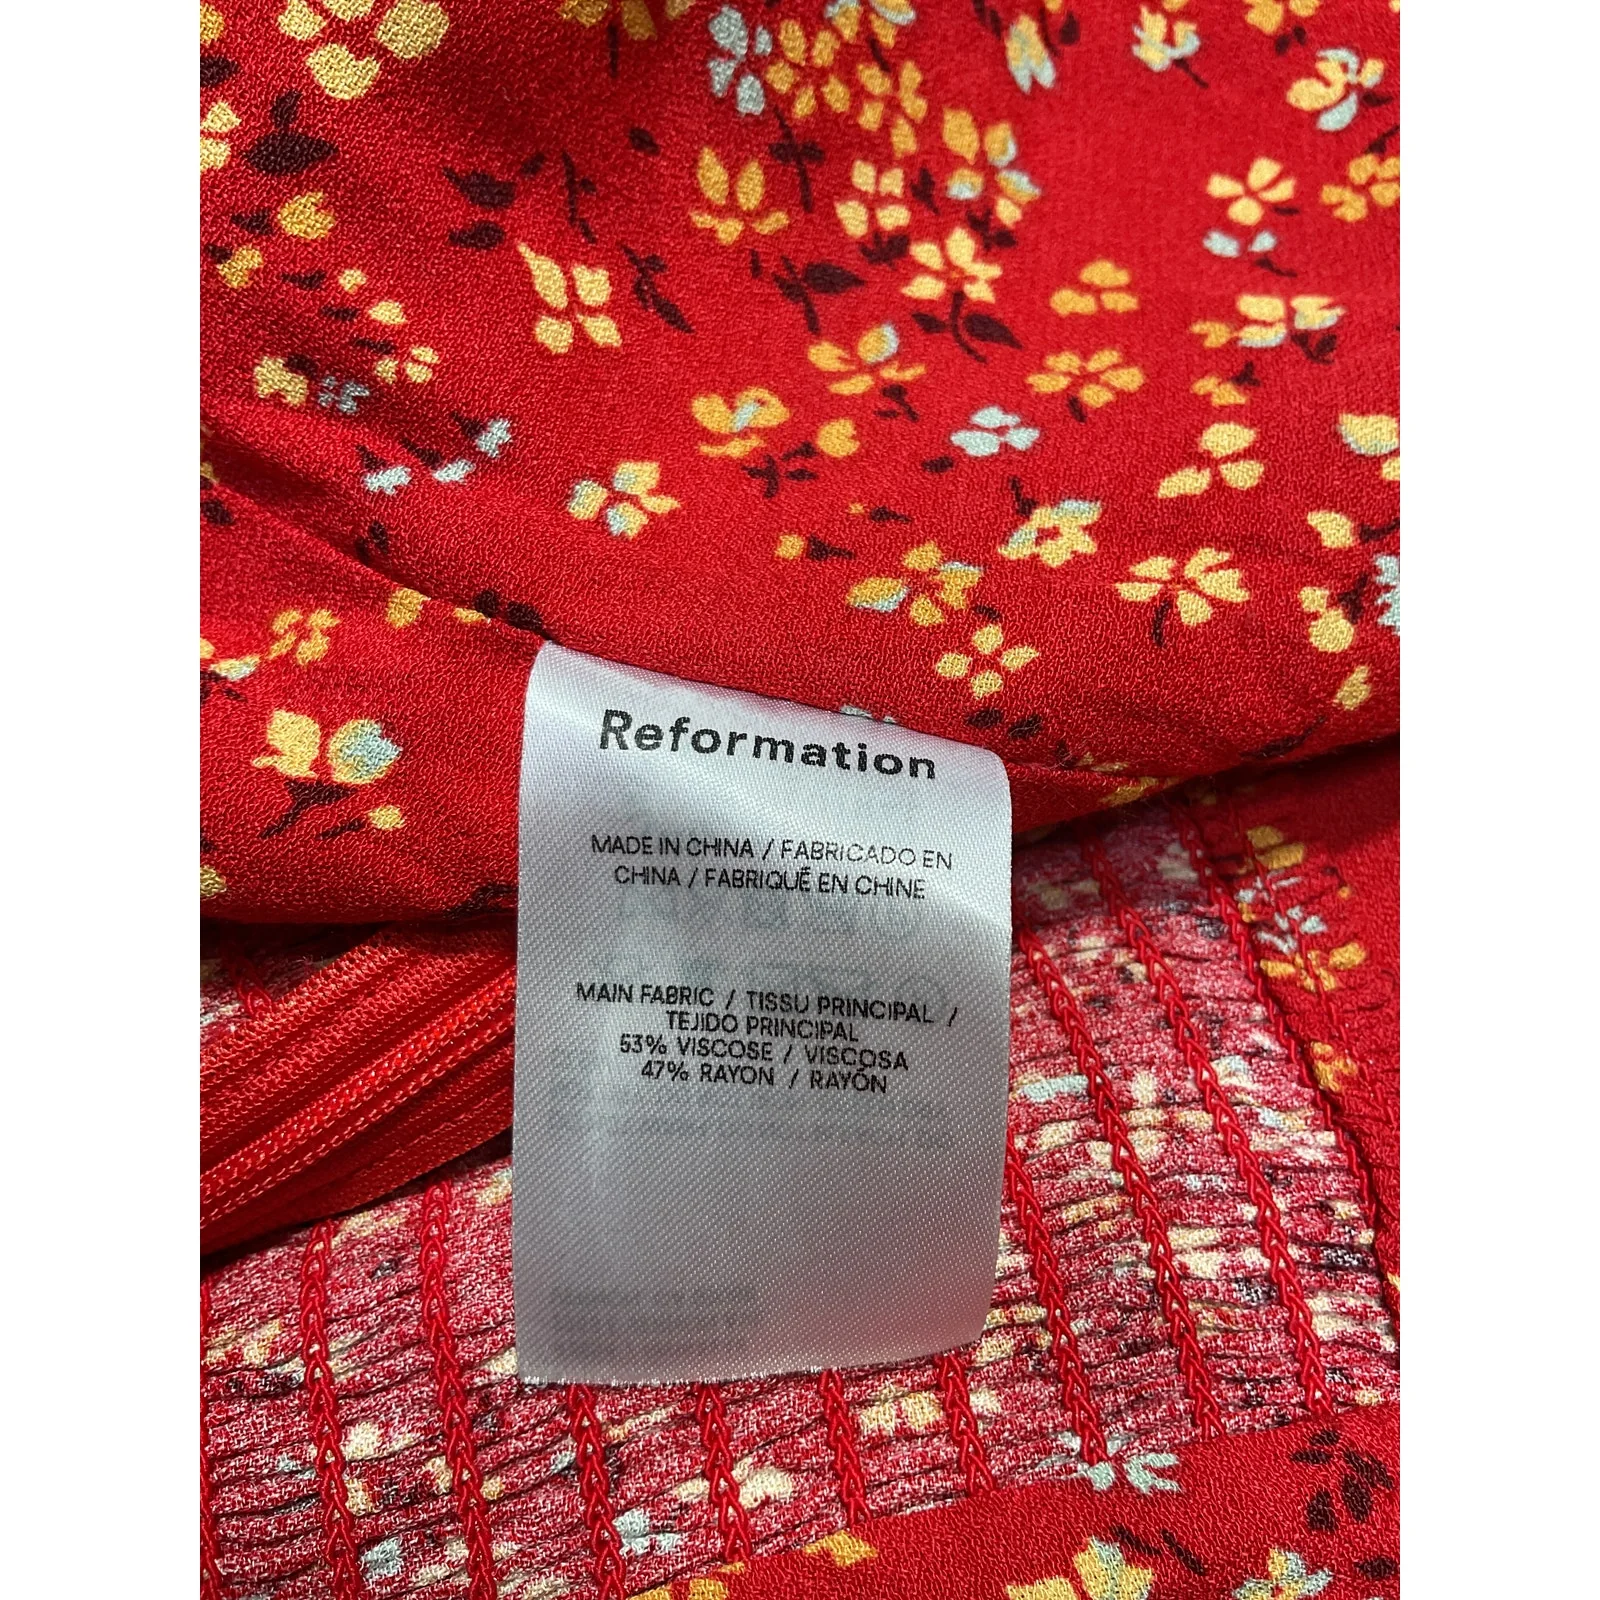 Reformation
MADE IN CHINA / FABRICADO EN
CHINA / FABRIQUÉ EN CHINE
MAIN FABRIC / TISSU PRINCIPAL /
TEJIDO PRINCIPAL
53% VISCOSE / VISCOSA
47% RAYON / RAYÓN